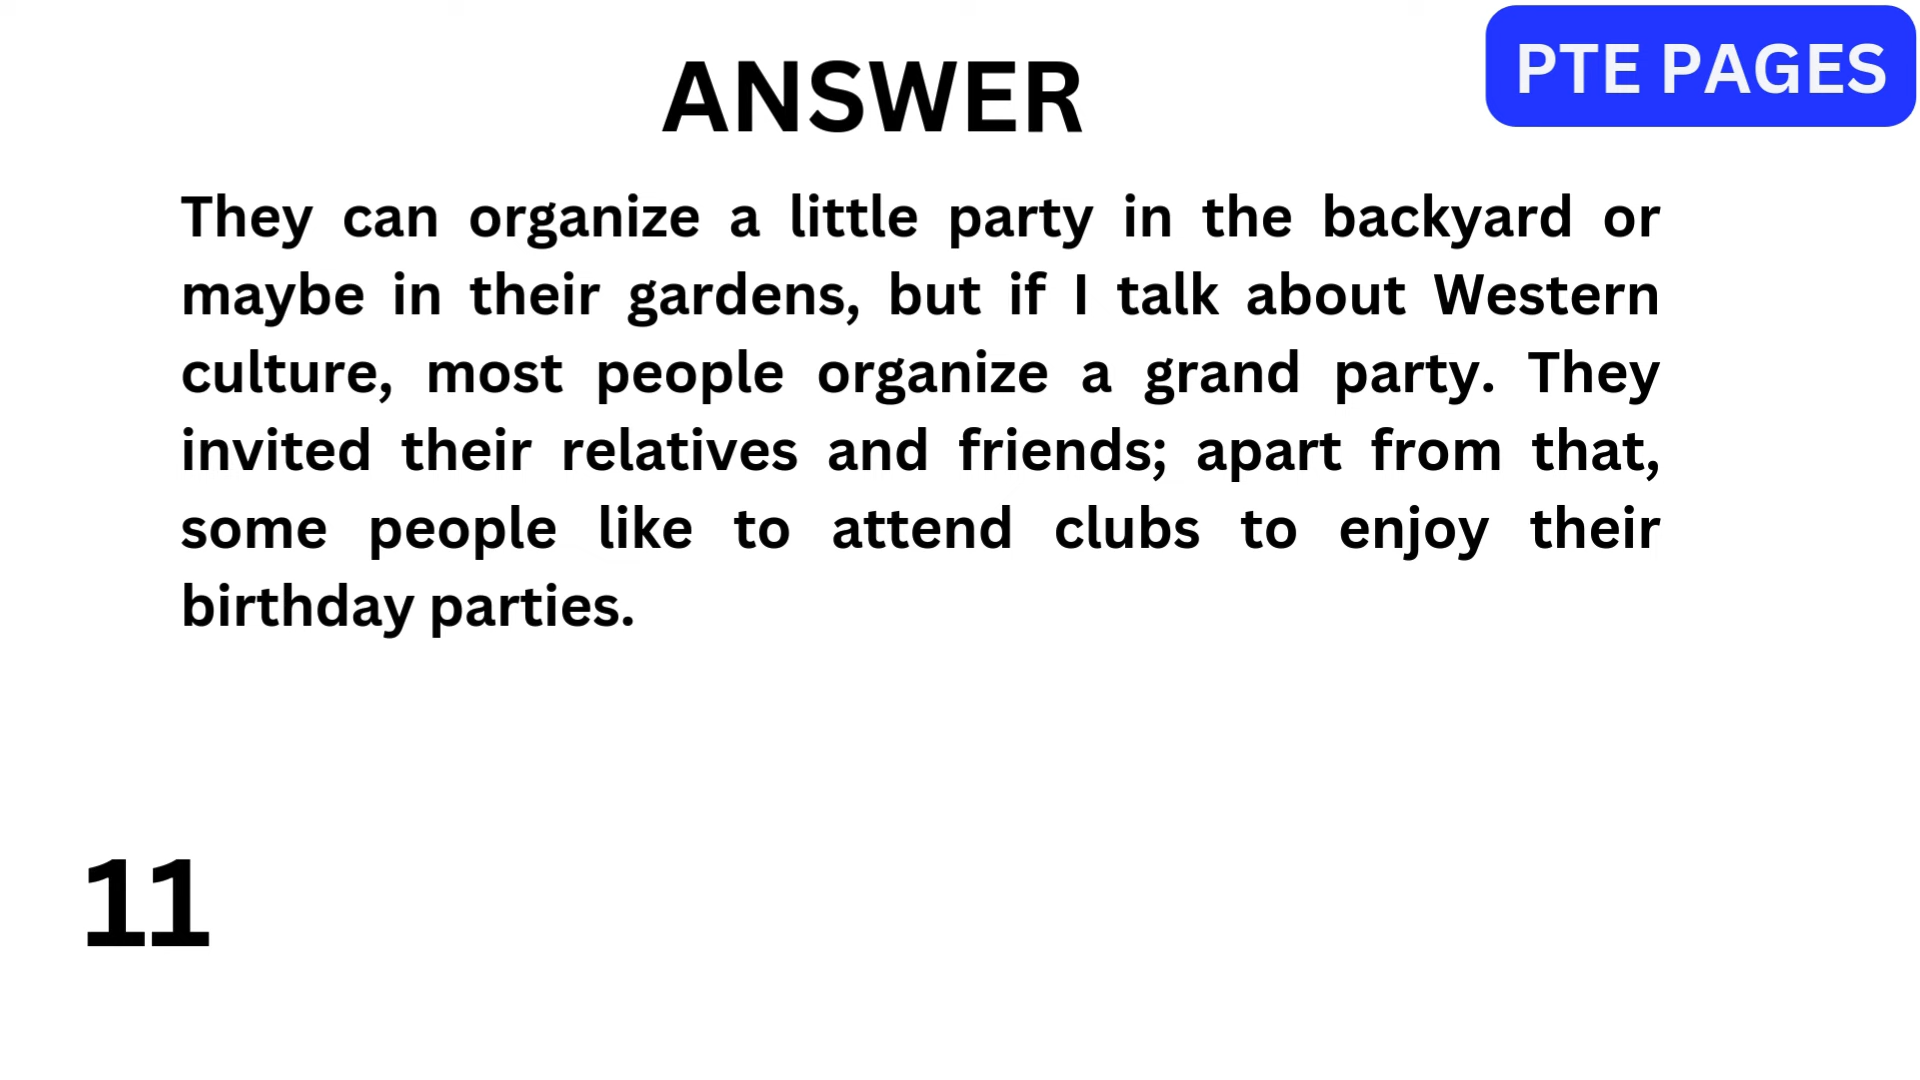 PTE PAGES
ANSWER
They can organize a little party in the backyard or
maybe in their gardens, but if I talk about Western
culture, most people organize a grand party. They
invited their relatives and friends; apart from that,
some people like to attend clubs to enjoy their
birthday parties.
11